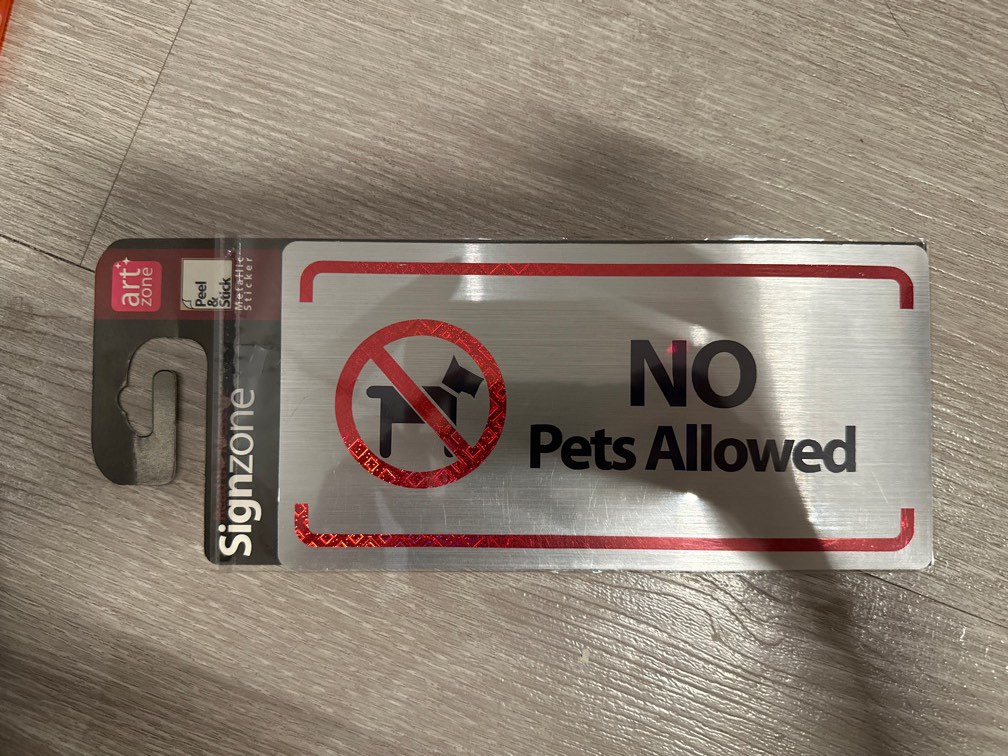 art
zone
Peel
&
Stick
Metallic
Sticker
Signzone
NO
Pets Allowed